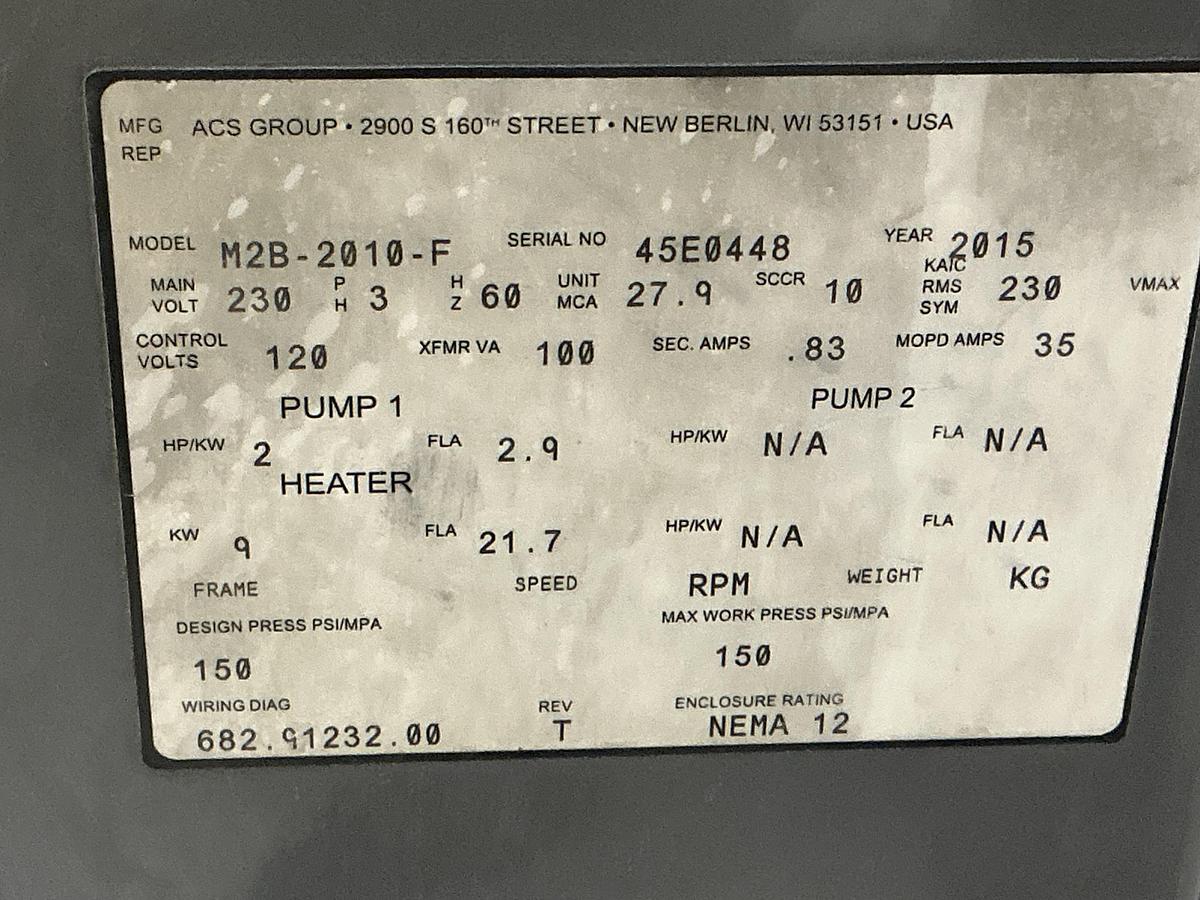 MFG ACS GROUP • 2900 S 160TH STREET • NEW BERLIN, WI 53151 • USA
REP
MODEL M2B-2010-F SERIAL NO 45E0448 YEAR 2015
MAIN VOLT 230 PH 3 HZ 60 UNIT MCA 27.9 SCCR 10 KAIC RMS SYM 230 VMAX
CONTROL VOLTS 120 XFMR VA 100 SEC. AMPS .83 MOPD AMPS 35
PUMP 1 PUMP 2
HP/KW 2 FLA 2.9 HP/KW N/A FLA N/A
HEATER
KW 9 FLA 21.7 HP/KW N/A FLA N/A
FRAME SPEED RPM WEIGHT KG
DESIGN PRESS PSI/MPA MAX WORK PRESS PSI/MPA
150 150
WIRING DIAG REV ENCLOSURE RATING
682.91232.00 T NEMA 12